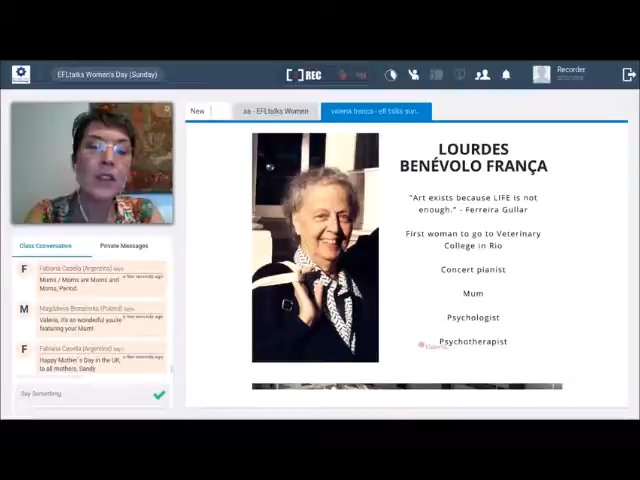 EFLtalks Women's Day (Sunday)
REC
Recorder
New
aa - EFLtalks Women
valeria franca - efl talks sun...
LOURDES
BENÉVOLO FRANÇA
"Art exists because LIFE is not
enough." - Ferreira Gullar
First woman to go to Veterinary
College in Rio
Concert pianist
Mum
Psychologist
Psychotherapist
Class Conversation
Private Messages
F
Fabiana Casella (Argentina) says
a few seconds ago
Mums / Moms are Mums and
Moms, Period.
M
Magdalena (Poland) says
a few seconds ago
Valeria, it's so wonderful you're
featuring your Mum!
F
Fabiana Casella (Argentina) says
a few seconds ago
Happy Mother's Day in the UK,
to all mothers, Sandy
Say Something